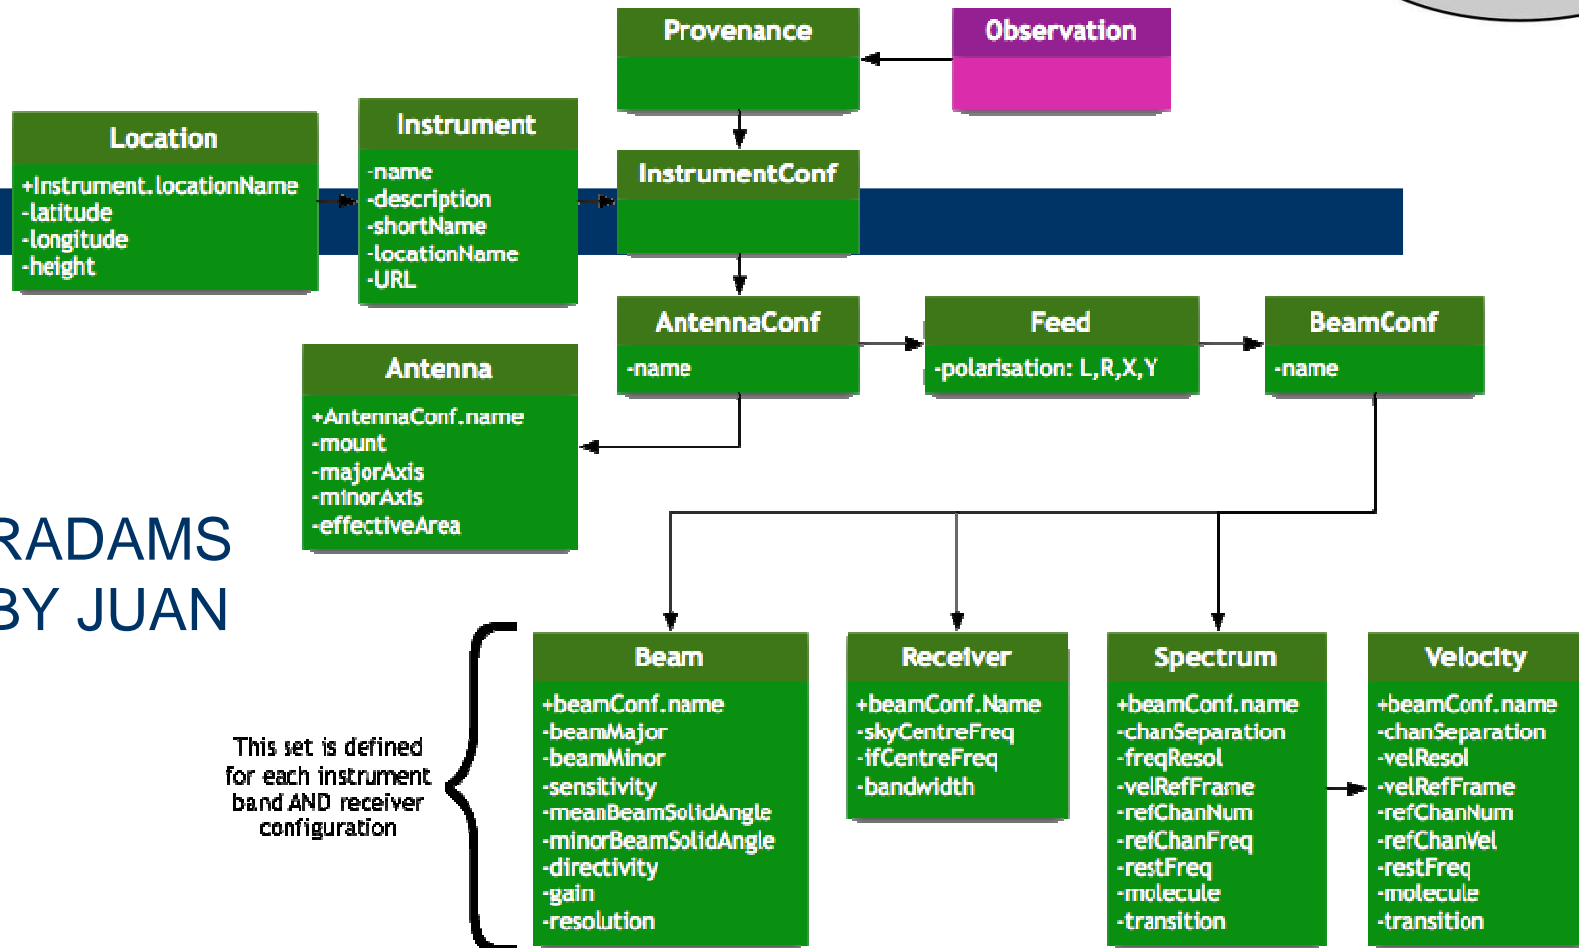 Provenance
Observation
Location
+Instrument.locationName
-latitude
-longitude
-height
Instrument
-name
-description
-shortName
-locationName
-URL
InstrumentConf
AntennaConf
-name
Feed
-polarisation: L,R,X,Y
BeamConf
-name
Antenna
+AntennaConf.name
-mount
-majorAxis
-minorAxis
-effectiveArea
RADAMS
BY JUAN
This set is defined
for each instrument
band AND receiver
configuration
Beam
+beamConf.name
-beamMajor
-beamMinor
-sensitivity
-meanBeamSolidAngle
-minorBeamSolidAngle
-directivity
-gain
-resolution
Receiver
+beamConf.Name
-skyCentreFreq
-ifCentreFreq
-bandwidth
Spectrum
+beamConf.name
-chanSeparation
-freqResol
-velRefFrame
-refChanNum
-refChanFreq
-restFreq
-molecule
-transition
Velocity
+beamConf.name
-chanSeparation
-velResol
-velRefFrame
-refChanNum
-refChanVel
-restFreq
-molecule
-transition